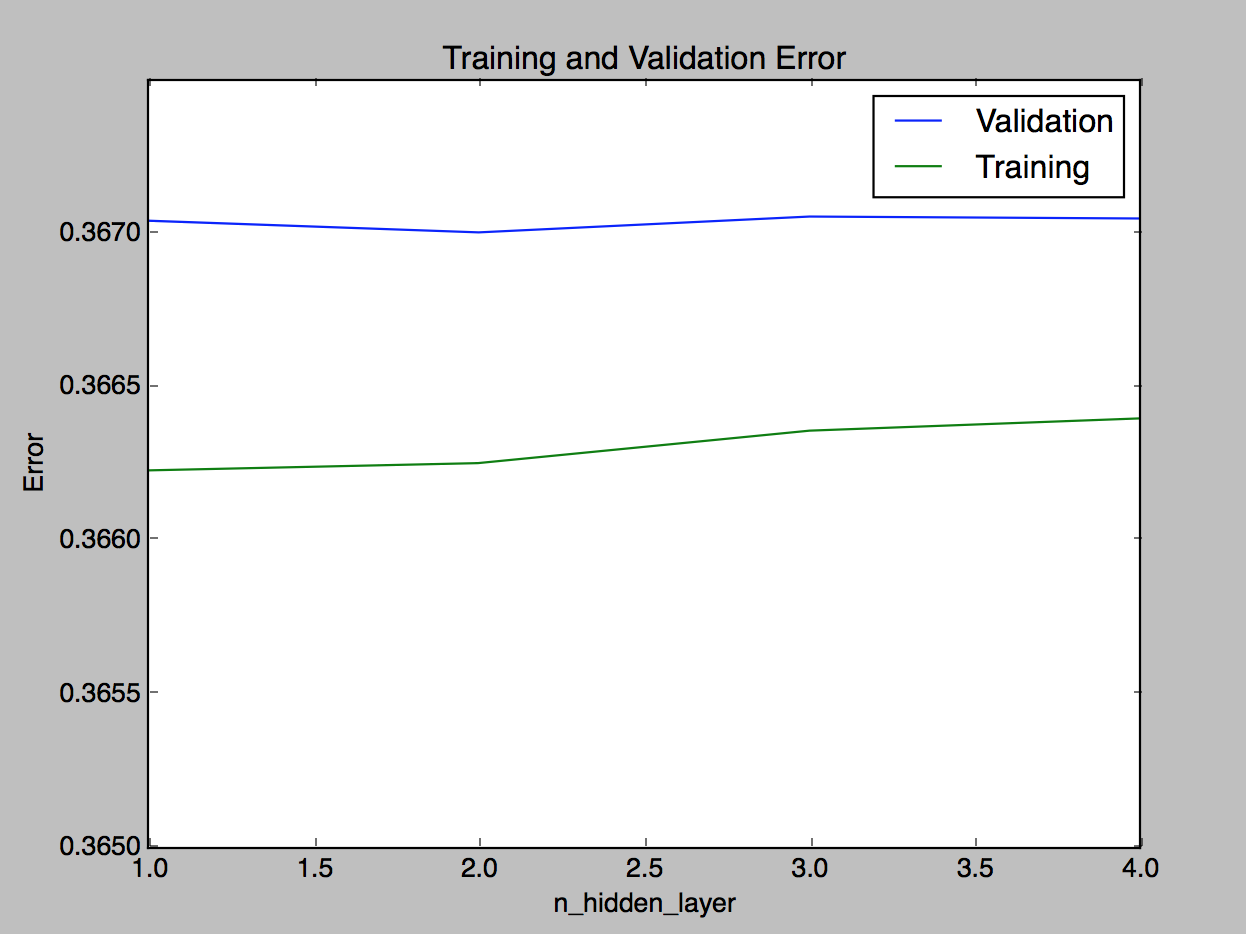 Training and Validation Error
Validation
Training
0.3670
0.3665
0.3660
0.3655
0.3650
Error
1.0 1.5 2.0 2.5 3.0 3.5 4.0
n_hidden_layer